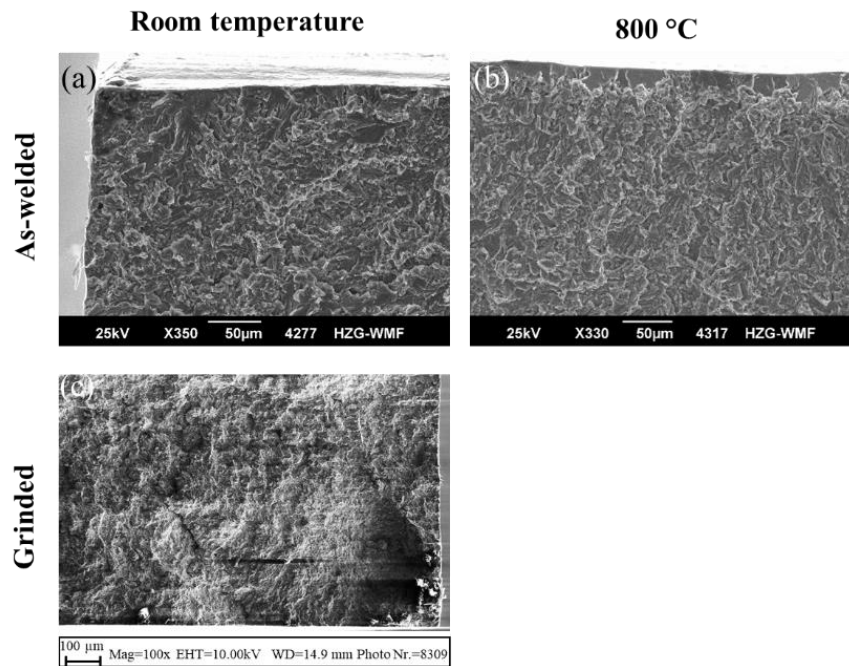 Room temperature
800 °C
As-welded
(a)
(b)
25kV X350 50µm 4277 HZG-WMF
25kV X330 50µm 4317 HZG-WMF
Grinded
(c)
100 µm Mag=100x EHT=10.00kV WD=14.9 mm Photo Nr.=8309